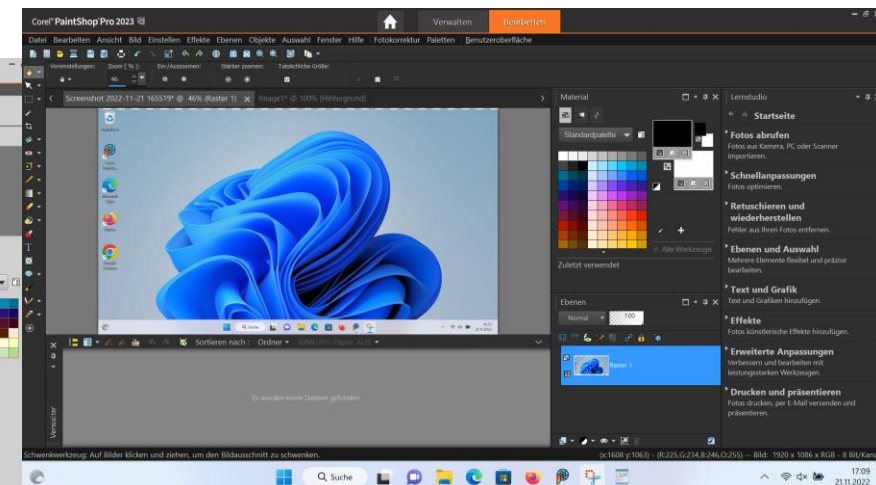 Corel® PaintShop® Pro 2023
Verwalten
Bearbeiten
Datei Bearbeiten Ansicht Bild Einstellen Effekte Ebenen Objekte Auswahl Fenster Hilfe Fotokorrektur Paletten Benutzeroberfläche
Voreinstellungen: Zoom ( % ): Ein-/Auszoomen: Stärker zoomen: Tatsächliche Größe:
46
Screenshot 2022-11-21 165519* @ 46% (Raster 1) X Image1* @ 100% (Hintergrund)
Material
Standardpalette
Alle Werkzeuge
Zuletzt verwendet
Ebenen
Normal
100
Raster 1
Lernstudio
Startseite
Fotos abrufen
Fotos aus Kamera, PC oder Scanner
importieren.
Schnellanpassungen
Fotos optimieren.
Retuschieren und
wiederherstellen
Fehler aus Ihren Fotos entfernen.
Ebenen und Auswahl
Mehrere Elemente flexibel und präzise
bearbeiten.
Text und Grafik
Text und Grafiken hinzufügen.
Effekte
Fotos künstlerische Effekte hinzufügen.
Erweiterte Anpassungen
Verbessern und bearbeiten mit
leistungsstarken Werkzeugen.
Drucken und präsentieren
Fotos drucken, per E-Mail versenden und
präsentieren.
Sortieren nach : Ordner
RAW/JPG-Paare: AUS
Es wurden keine Dateien gefunden.
Verwalter
Schwenkwerkzeug: Auf Bilder klicken und ziehen, um den Bildausschnitt zu schwenken.
(x:1608 y:1063) - (R:225,G:234,B:246,O:255) -- Bild: 1920 x 1086 x RGB - 8 Bit/Kana
Suche
17:09
21.11.2022